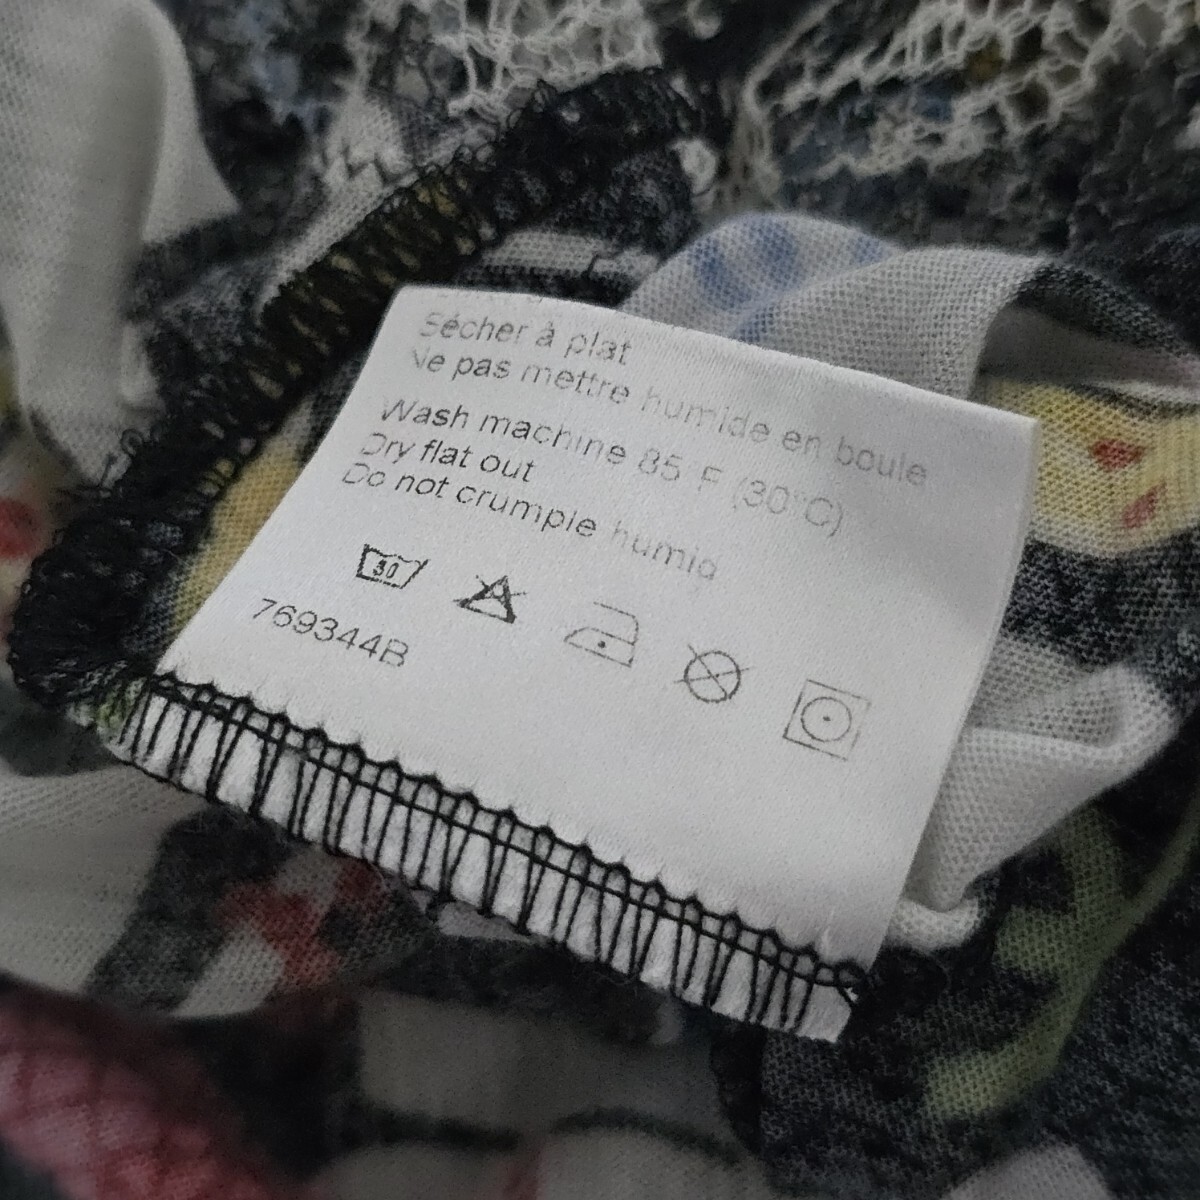 Sécher à plat
Ne pas mettre humide en boule
Wash machine 85 F (30°C)
Dry flat out
Do not crumple humid
30
769344B